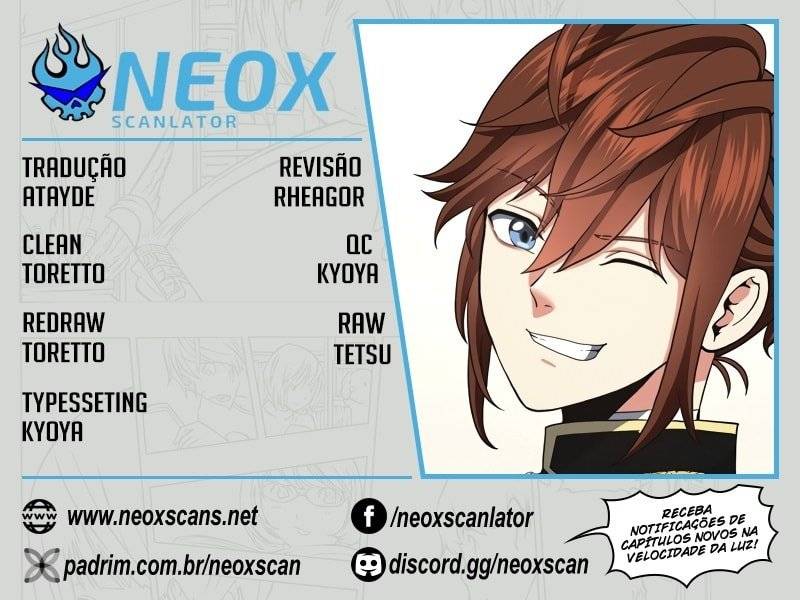 NEOX
SCANLATOR
TRADUÇÃO
ATAYDE
REVISÃO
RHEAGOR
CLEAN
TORETTO
QC
KYOYA
REDRAW
TORETTO
RAW
TETSU
TYPESSETING
KYOYA
www.neoxscans.net
/neoxscanlator
padrim.com.br/neoxscan
discord.gg/neoxscan
RECEBA
NOTIFICAÇÕES DE
CAPÍTULOS NOVOS NA
VELOCIDADE DA LUZ!